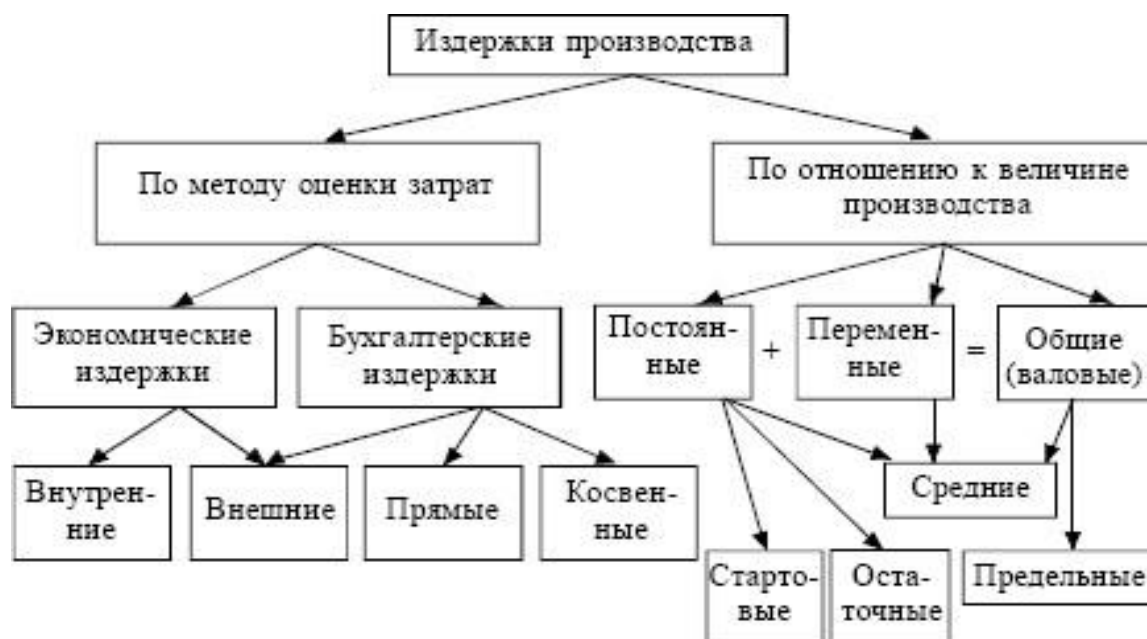 Издержки производства
По методу оценки затрат
По отношению к величине
производства
Экономические
издержки
Бухгалтерские
издержки
Постоян-
ные
+
Перемен-
ные
=
Общие
(валовые)
Внутрен-
ние
Внешние
Прямые
Косвен-
ные
Средние
Старто-
вые
Оста-
точные
Предельные